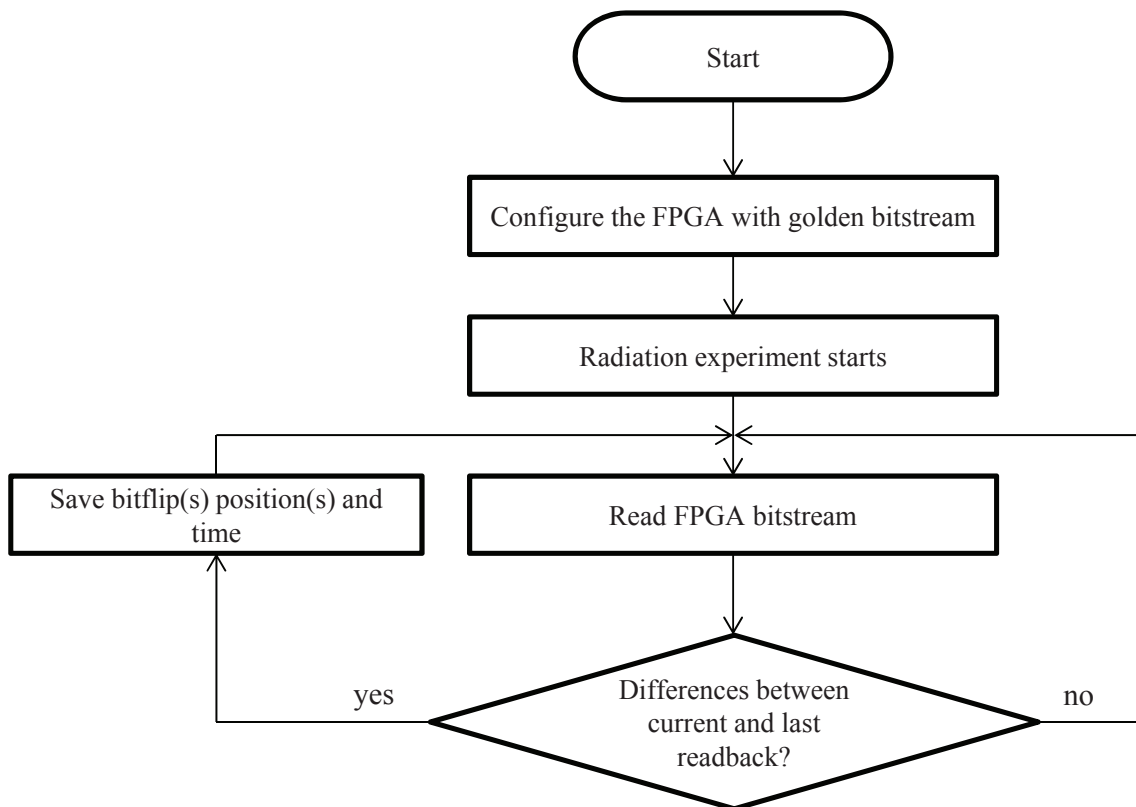 Start
Configure the FPGA with golden bitstream
Radiation experiment starts
Save bitflip(s) position(s) and
time
Read FPGA bitstream
yes
Differences between
current and last
readback?
no